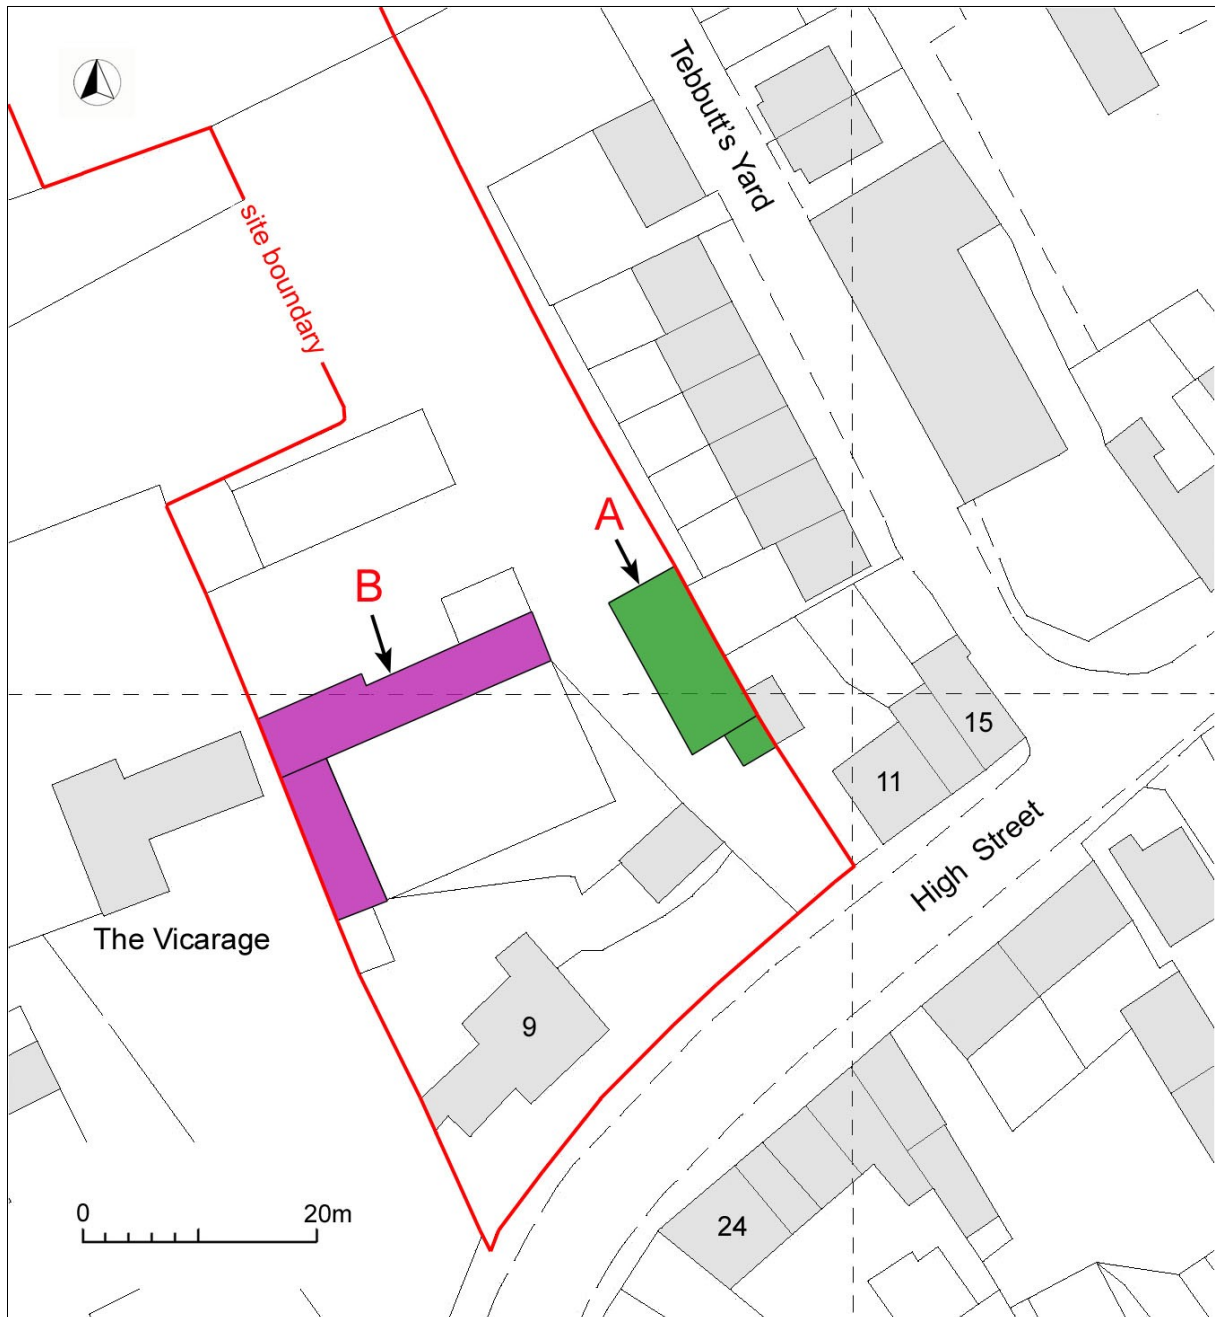 Tebbutt's Yard
site boundary
A
B
15
11
High Street
The Vicarage
9
0 20m
24